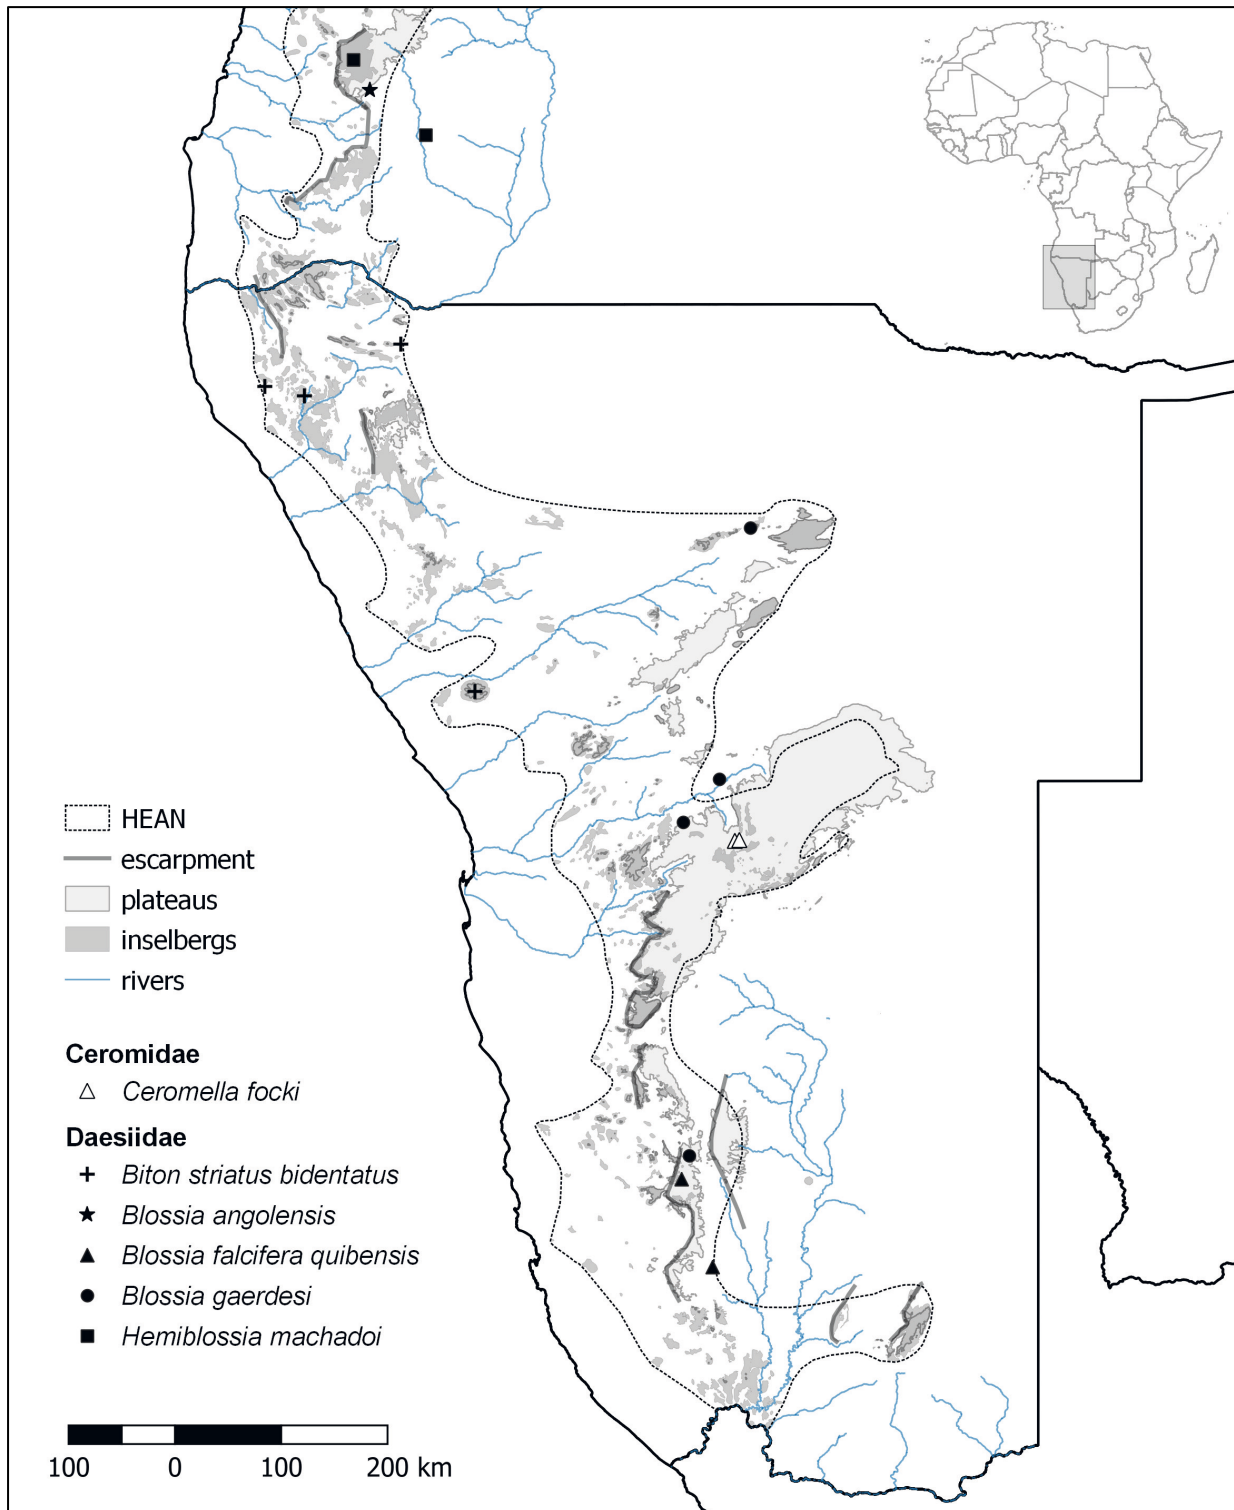 HEAN
escarpment
plateaus
inselbergs
rivers
Ceromidae
Ceromella focki
Daesiidae
Biton striatus bidentatus
Blossia angolensis
Blossia falcifera quibensis
Blossia gaerdesi
Hemiblossia machadoi
100 0 100 200 km